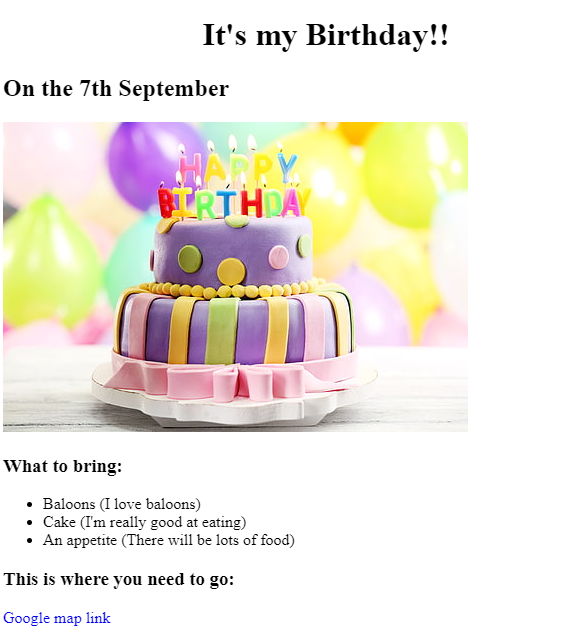 It's my Birthday!!
On the 7th September
HAPPY
BIRTHDAY
What to bring:
Baloons (I love baloons)
Cake (I'm really good at eating)
An appetite (There will be lots of food)
This is where you need to go:
Google map link